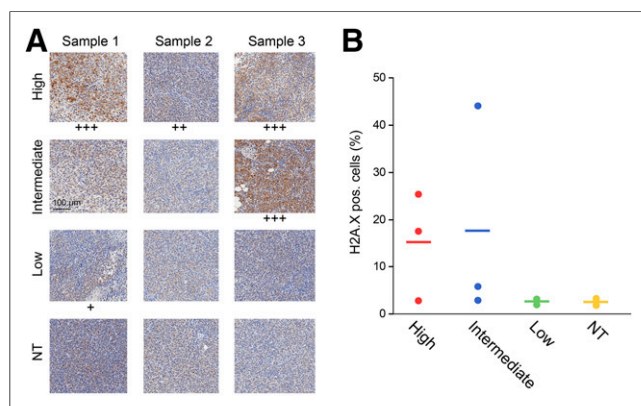 A
B
Sample 1 Sample 2 Sample 3
High
+++ ++ +++
Intermediate
100 µm
+++
Low
+
NT
H2A.X pos. cells (%)
50
40
30
20
10
0
High Intermediate Low NT